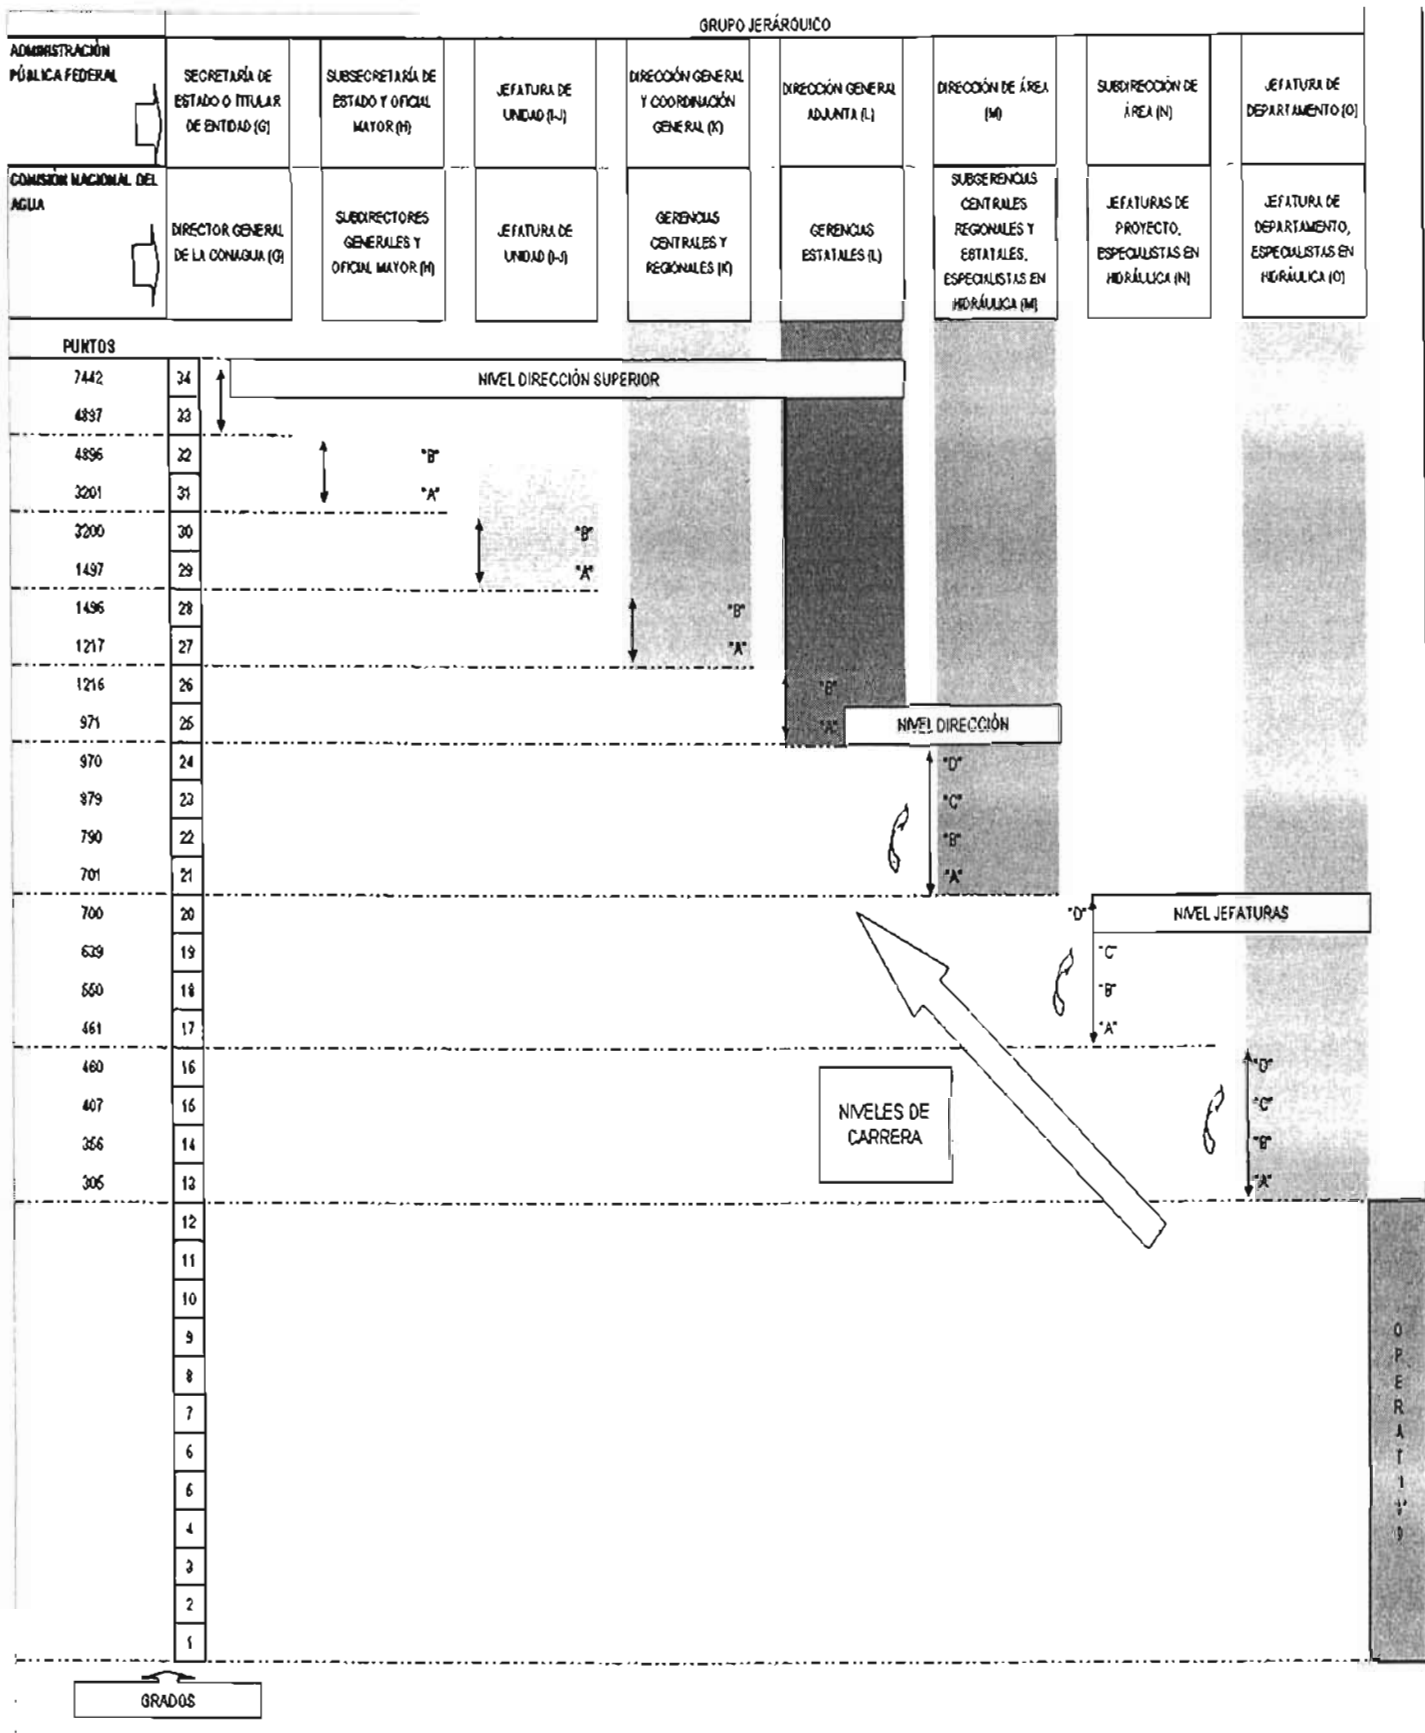 GRUPO JERÁRQUICO
ADMINISTRACIÓN
PÚBLICA FEDERAL
SECRETARÍA DE
ESTADO O TITULAR
DE ENTIDAD (G)
SUBSECRETARÍA DE
ESTADO Y OFICIAL
MAYOR (H)
JEFATURA DE
UNIDAD (I-J)
DIRECCIÓN GENERAL
Y COORDINACIÓN
GENERAL (K)
DIRECCIÓN GENERAL
ADJUNTA (L)
DIRECCIÓN DE ÁREA
(M)
SUBDIRECCIÓN DE
ÁREA (N)
JEFATURA DE
DEPARTAMENTO (O)
COMISIÓN NACIONAL DEL
AGUA
DIRECTOR GENERAL
DE LA CONAGUA (G)
SUBDIRECTORES
GENERALES Y
OFICIAL MAYOR (H)
JEFATURA DE
UNIDAD (I-J)
GERENCIAS
CENTRALES Y
REGIONALES (K)
GERENCIAS
ESTATALES (L)
SUBGERENCIAS
CENTRALES
REGIONALES Y
ESTATALES,
ESPECIALISTAS EN
HIDRÁULICA (M)
JEFATURAS DE
PROYECTO,
ESPECIALISTAS EN
HIDRÁULICA (N)
JEFATURA DE
DEPARTAMENTO,
ESPECIALISTAS EN
HIDRÁULICA (O)
PUNTOS
7442 34 NIVEL DIRECCIÓN SUPERIOR
4897 33
4896 32 "B"
3201 31 "A"
3200 30 "B"
1497 29 "A"
1496 28 "B"
1217 27 "A"
1216 26 "B"
971 25 "A" NIVEL DIRECCIÓN
970 24 "D"
879 23 "C"
790 22 "B"
701 21 "A"
700 20 "D" NIVEL JEFATURAS
639 19 "C"
550 18 "B"
461 17 "A"
460 16 "D"
407 15 "C"
356 14 "B"
305 13 "A"
NIVELES DE
CARRERA
12
11
10
9
8
7
6
5
4
3
2
1
OPERATIVO
GRADOS